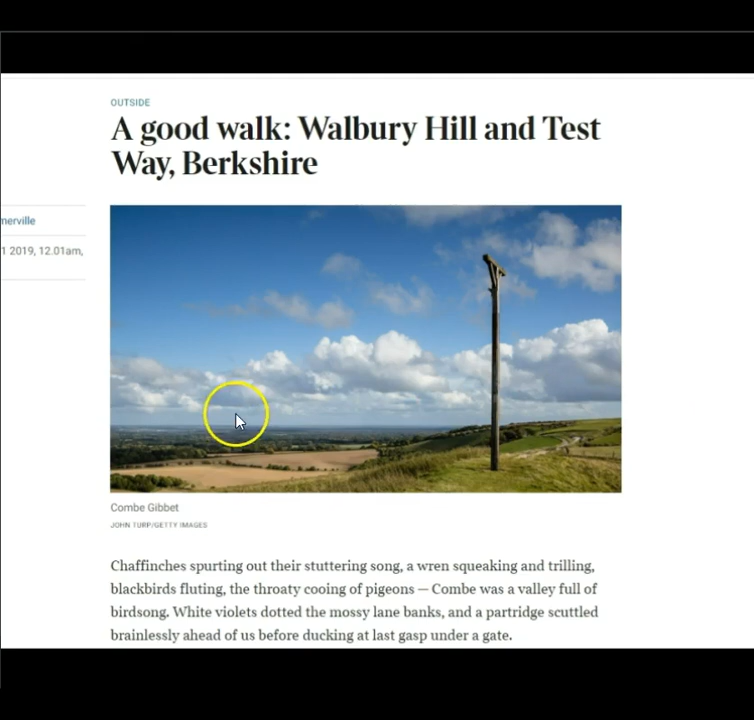 OUTSIDE
A good walk: Walbury Hill and Test
Way, Berkshire
merville
1 2019, 12.01am,
Combe Gibbet
JOHN TURP/GETTY IMAGES
Chaffinches spurting out their stuttering song, a wren squeaking and trilling,
blackbirds fluting, the throaty cooing of pigeons — Combe was a valley full of
birdsong. White violets dotted the mossy lane banks, and a partridge scuttled
brainlessly ahead of us before ducking at last gasp under a gate.